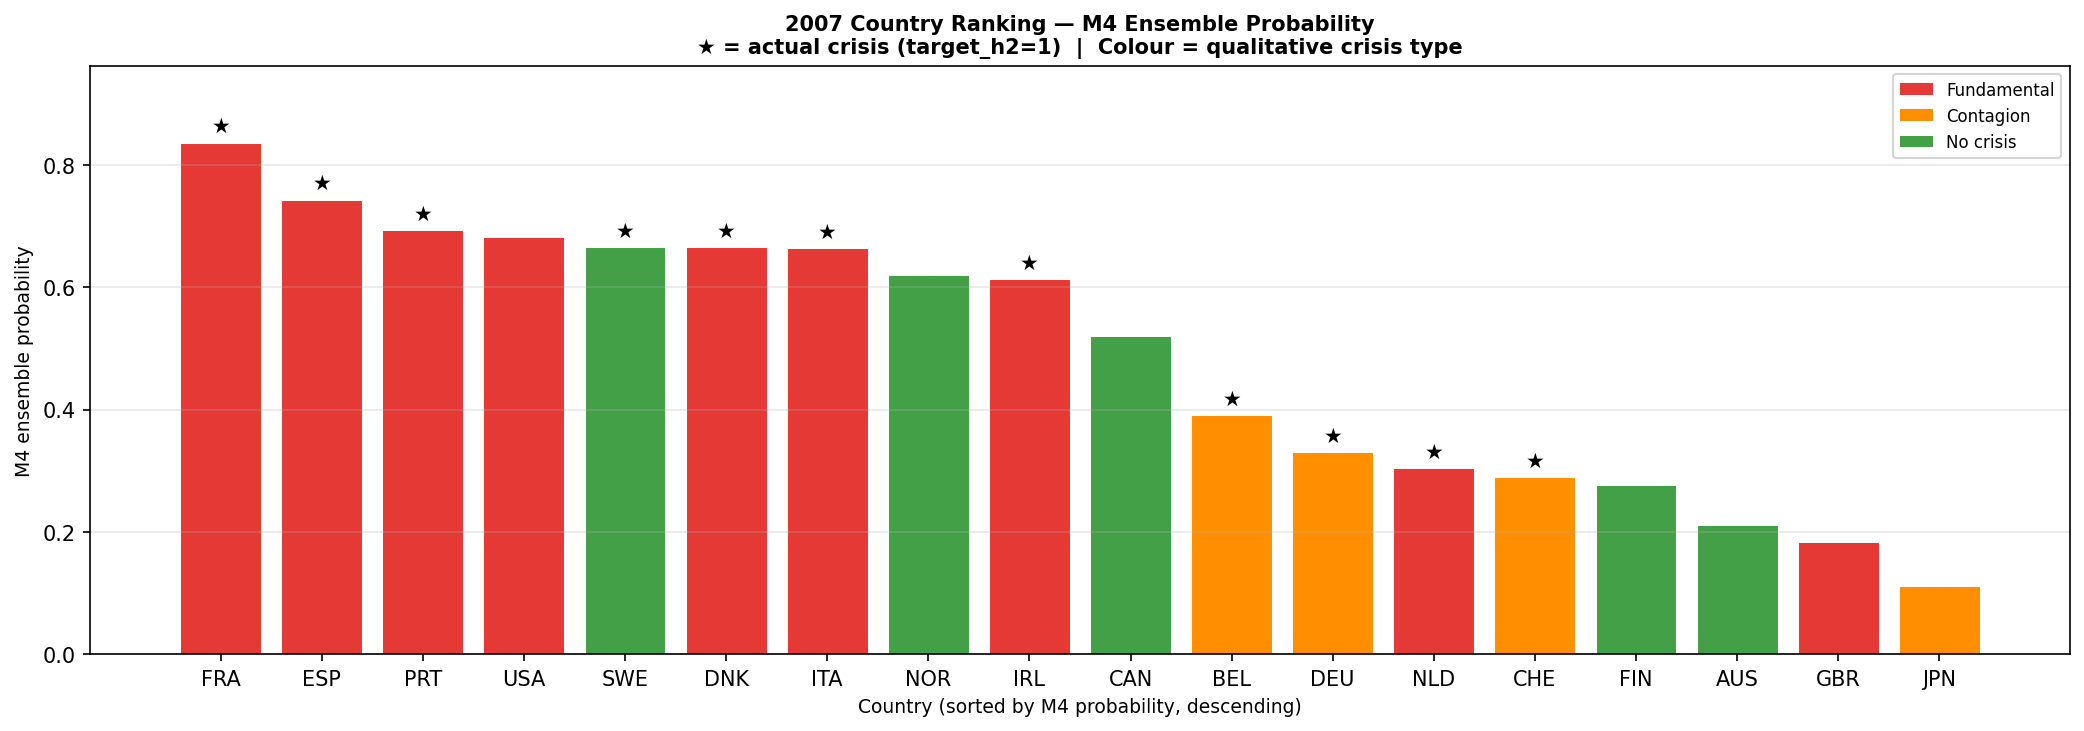 2007 Country Ranking — M4 Ensemble Probability
★ = actual crisis (target_h2=1)  |  Colour = qualitative crisis type
Fundamental
Contagion
No crisis
M4 ensemble probability
0.8
0.6
0.4
0.2
0.0
★
★
★
★
★
★
★
★
★
★
★
FRA ESP PRT USA SWE DNK ITA NOR IRL CAN BEL DEU NLD CHE FIN AUS GBR JPN
Country (sorted by M4 probability, descending)